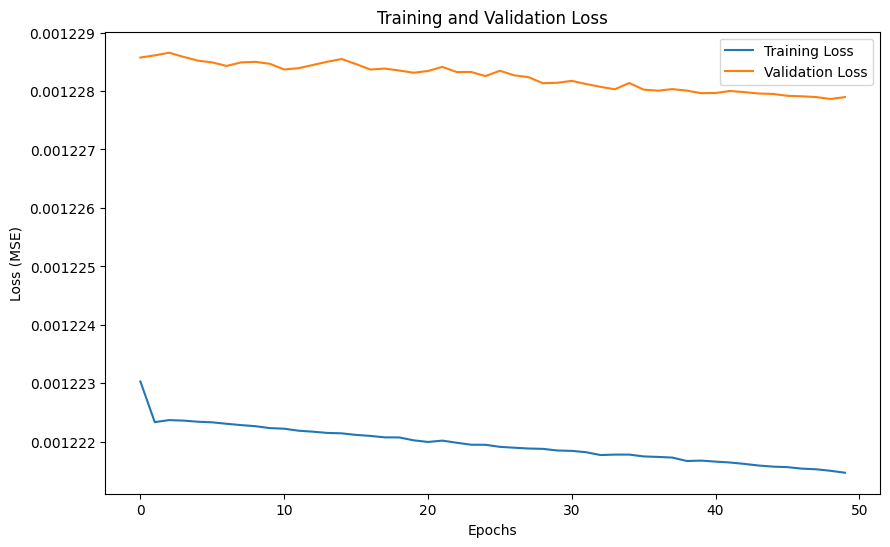 Training and Validation Loss
Training Loss
Validation Loss
0.001229
0.001228
0.001227
0.001226
0.001225
0.001224
0.001223
0.001222
Loss (MSE)
0 10 20 30 40 50
Epochs